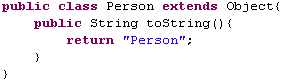 public class Person extends Object{
    public String toString(){
        return "Person";
    }
}